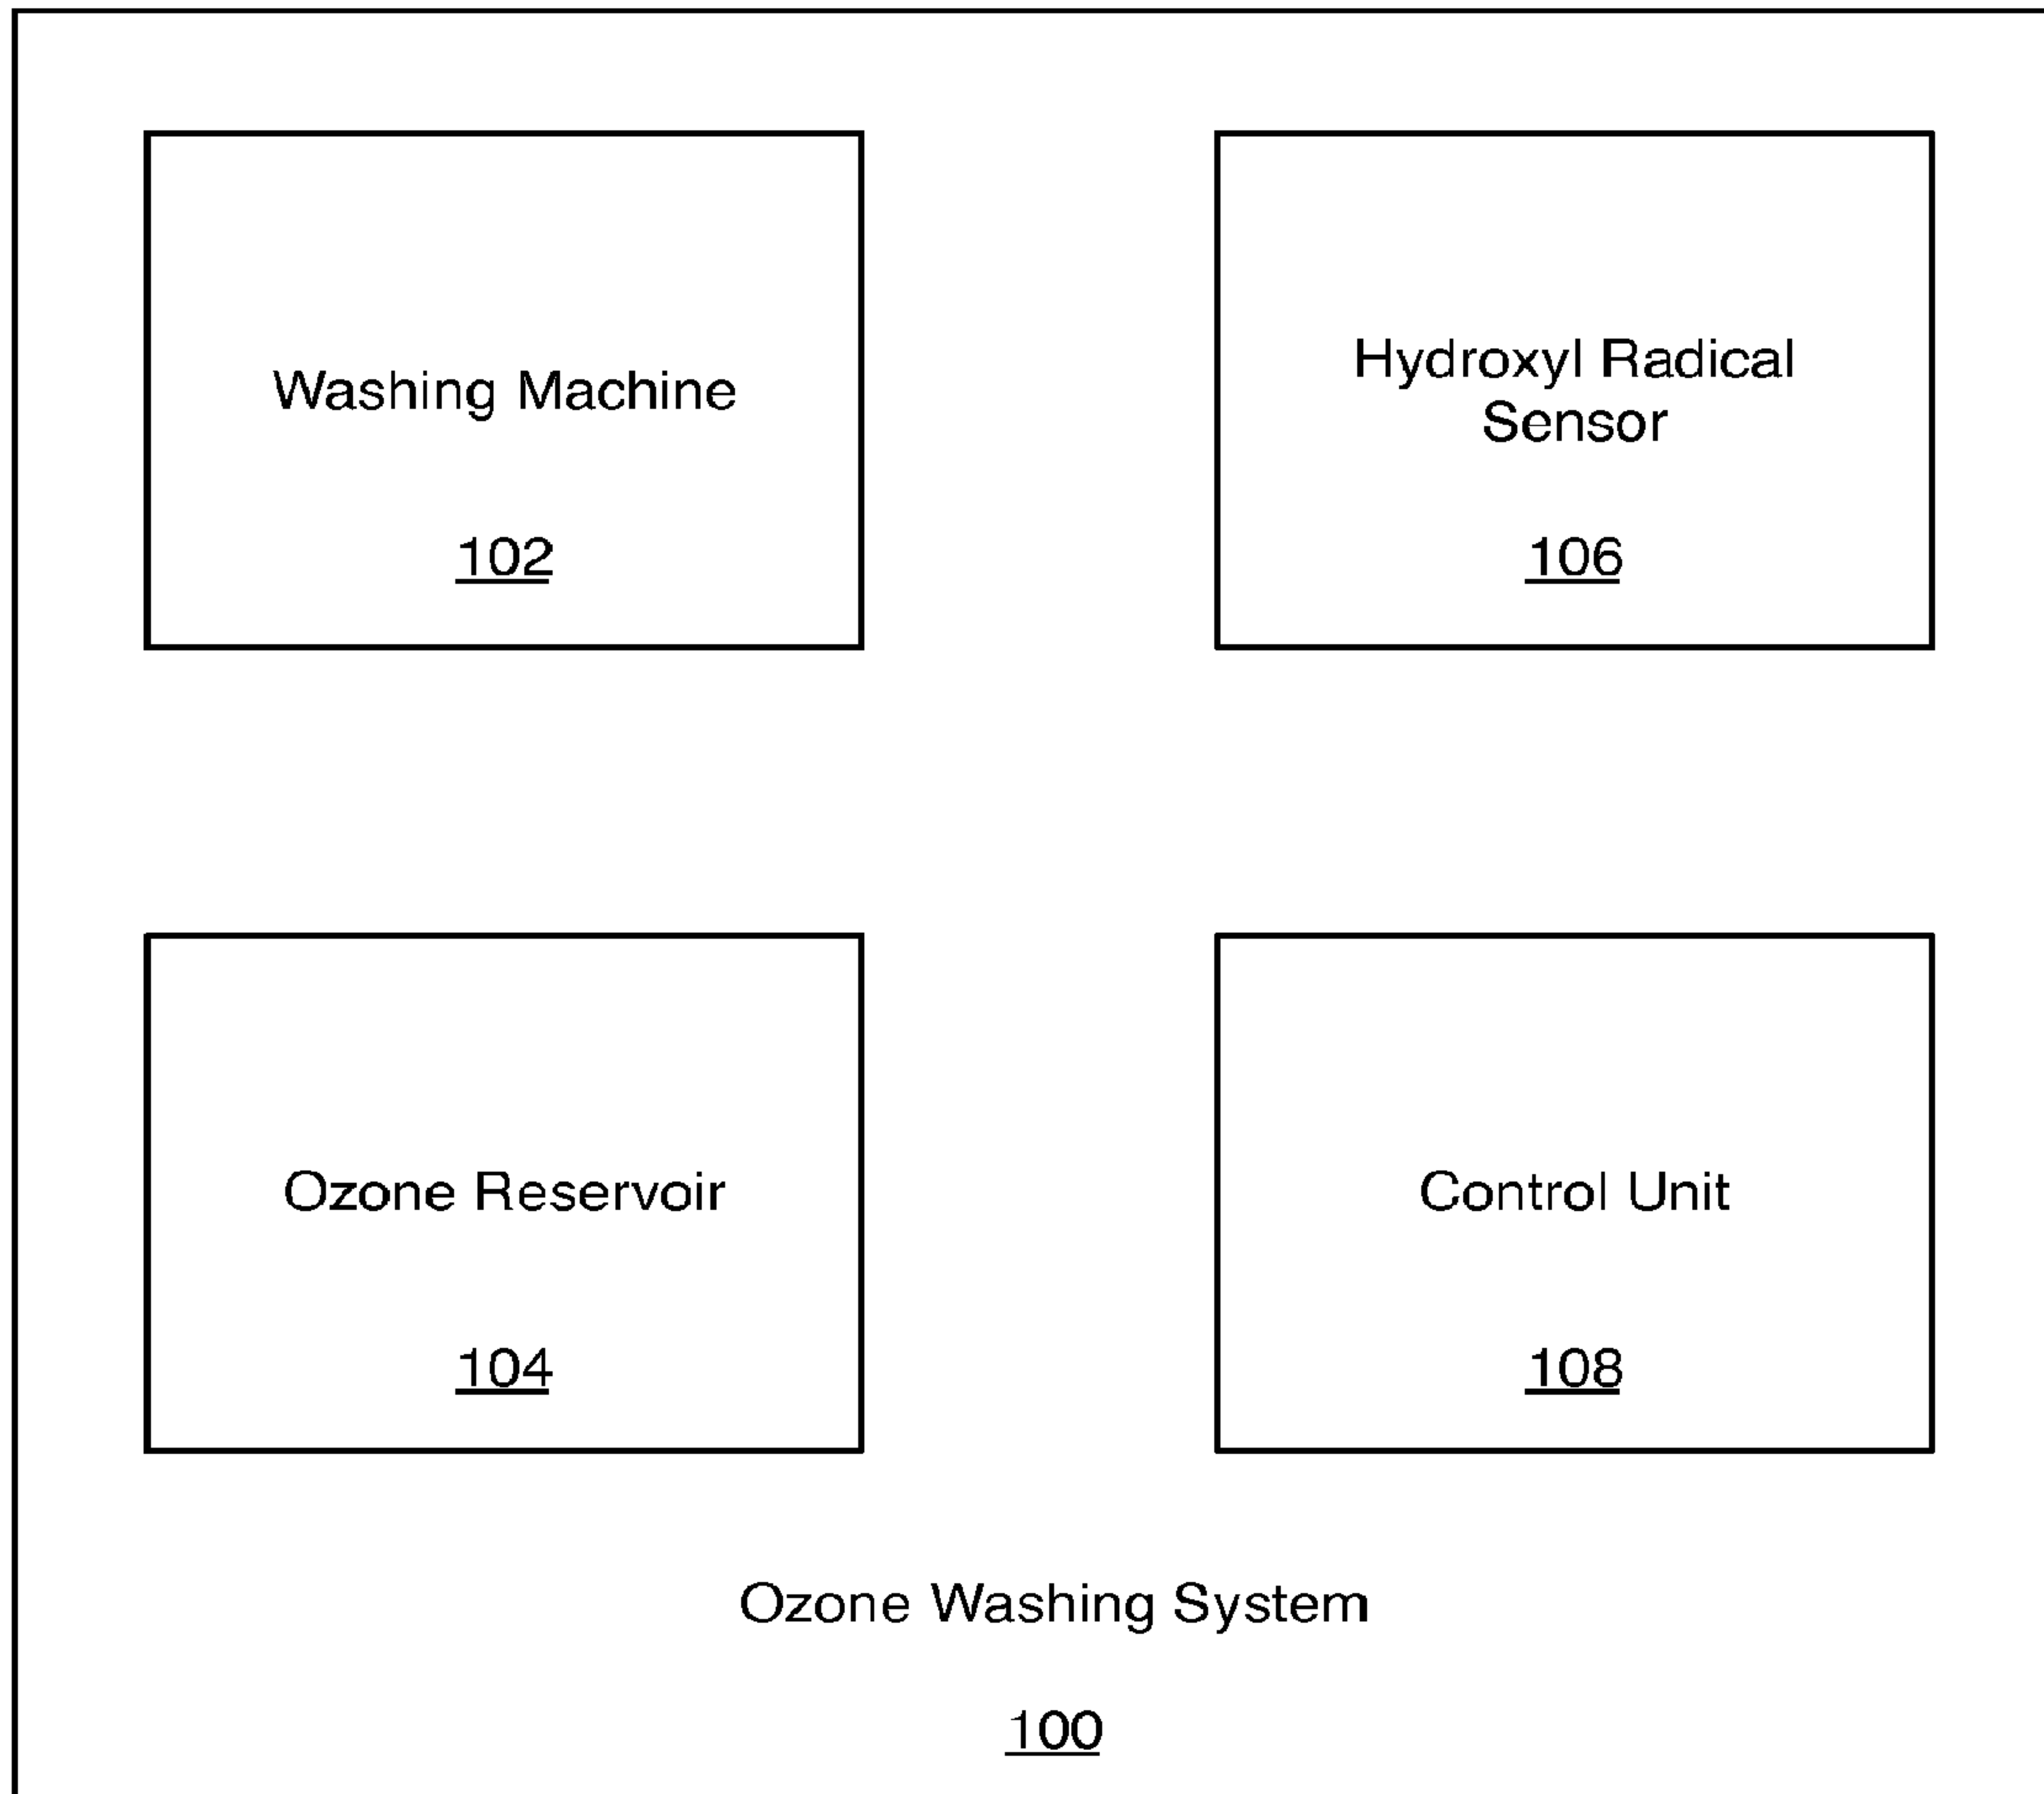 Washing Machine
102
Hydroxyl Radical
Sensor
106
Ozone Reservoir
104
Control Unit
108
Ozone Washing System
100